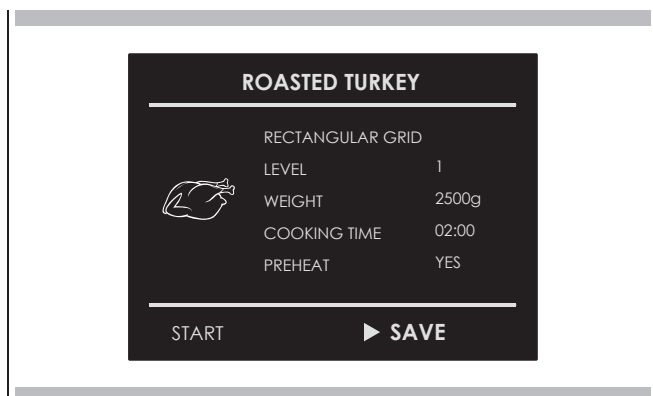 ROASTED TURKEY
RECTANGULAR GRID
LEVEL 1
WEIGHT 2500g
COOKING TIME 02:00
PREHEAT YES
START ▶ SAVE